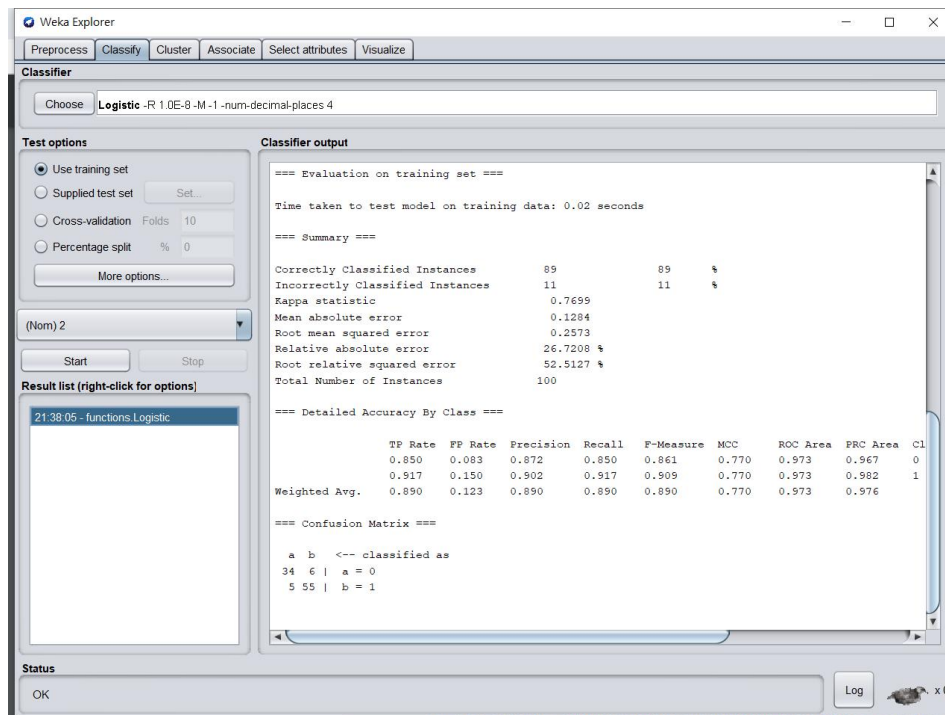 Weka Explorer
Preprocess Classify Cluster Associate Select attributes Visualize
Classifier
Choose Logistic -R 1.0E-8 -M -1 -num-decimal-places 4
Test options
Use training set
Supplied test set Set...
Cross-validation Folds 10
Percentage split % 0
More options...
(Nom) 2
Start Stop
Result list (right-click for options)
21:38:05 - functions.Logistic
Classifier output
=== Evaluation on training set ===
Time taken to test model on training data: 0.02 seconds
=== Summary ===
Correctly Classified Instances 89 89 %
Incorrectly Classified Instances 11 11 %
Kappa statistic 0.7699
Mean absolute error 0.1284
Root mean squared error 0.2573
Relative absolute error 26.7208 %
Root relative squared error 52.5127 %
Total Number of Instances 100
=== Detailed Accuracy By Class ===
TP Rate FP Rate Precision Recall F-Measure MCC ROC Area PRC Area Cl
0.850 0.083 0.872 0.850 0.861 0.770 0.973 0.967 0
0.917 0.150 0.902 0.917 0.909 0.770 0.973 0.982 1
Weighted Avg. 0.890 0.123 0.890 0.890 0.890 0.770 0.973 0.976
=== Confusion Matrix ===
a b <-- classified as
34 6 | a = 0
5 55 | b = 1
Status
OK
Log x 0